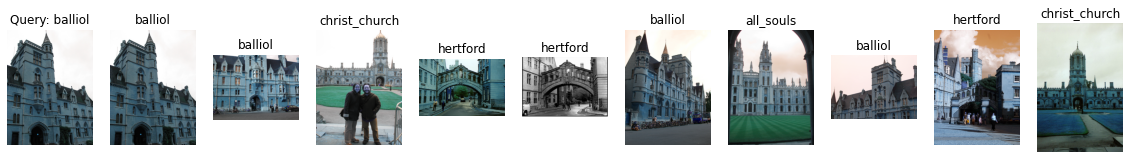 Query: balliol
balliol
balliol
christ_church
hertford
hertford
balliol
all_souls
balliol
hertford
christ_church